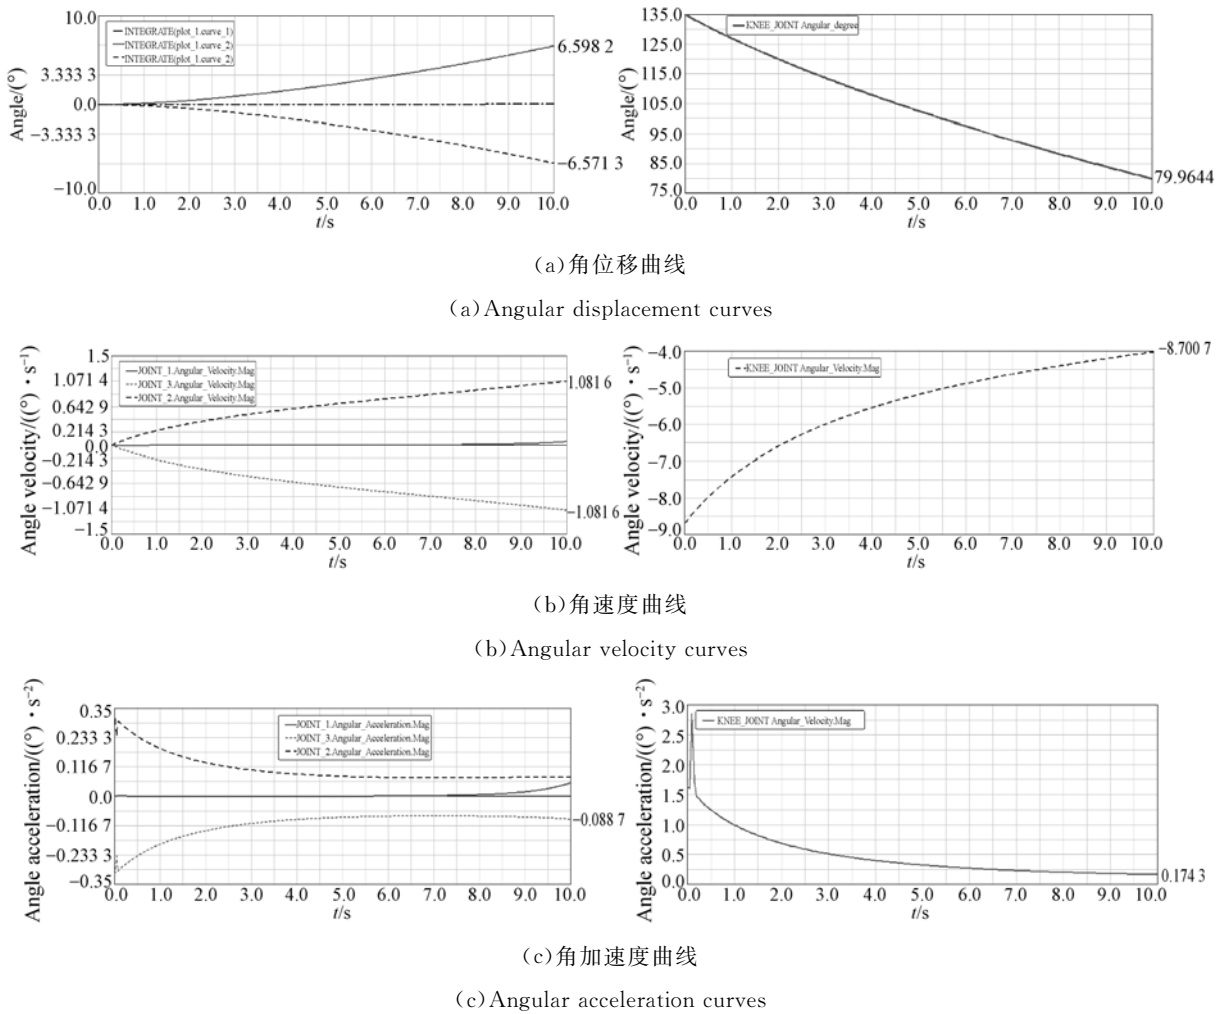 10.0
3.333 3
0.0
−3.333 3
−10.0
Angle/(°)
INTEGRATE(plot_1.curve_1)
INTEGRATE(plot_1.curve_2)
INTEGRATE(plot_1.curve_2)
6.598 2
−6.571 3
0.0 1.0 2.0 3.0 4.0 5.0 6.0 7.0 8.0 9.0 10.0
t/s
135.0
125.0
115.0
105.0
95.0
85.0
75.0
Angle/(°)
KNEE_JOINT Angular_degree
79.9644
0.0 1.0 2.0 3.0 4.0 5.0 6.0 7.0 8.0 9.0 10.0
t/s
(a)角位移曲线
(a)Angular displacement curves
1.5
1.071 4
0.642 9
0.214 3
0.0
−0.214 3
−0.642 9
−1.071 4
−1.5
Angle velocity/((°)·s⁻¹)
JOINT_1.Angular_Velocity.Mag
JOINT_3.Angular_Velocity.Mag
JOINT_2.Angular_Velocity.Mag
1.081 6
−1.081 6
0.0 1.0 2.0 3.0 4.0 5.0 6.0 7.0 8.0 9.0 10.0
t/s
−4.0
−5.0
−6.0
−7.0
−8.0
−9.0
Angle velocity/((°)·s⁻¹)
KNEE_JOINT Angular_Velocity.Mag
−8.700 7
0.0 1.0 2.0 3.0 4.0 5.0 6.0 7.0 8.0 9.0 10.0
t/s
(b)角速度曲线
(b)Angular velocity curves
0.35
0.233 3
0.116 7
0.0
−0.116 7
−0.233 3
−0.35
Angle acceleration/((°)·s⁻²)
JOINT_1.Angular_Acceleration.Mag
JOINT_3.Angular_Acceleration.Mag
JOINT_2.Angular_Acceleration.Mag
−0.088 7
0.0 1.0 2.0 3.0 4.0 5.0 6.0 7.0 8.0 9.0 10.0
t/s
3.0
2.5
2.0
1.5
1.0
0.5
0.0
Angle acceleration/((°)·s⁻²)
KNEE_JOINT Angular_Velocity.Mag
0.174 3
0.0 1.0 2.0 3.0 4.0 5.0 6.0 7.0 8.0 9.0 10.0
t/s
(c)角加速度曲线
(c)Angular acceleration curves